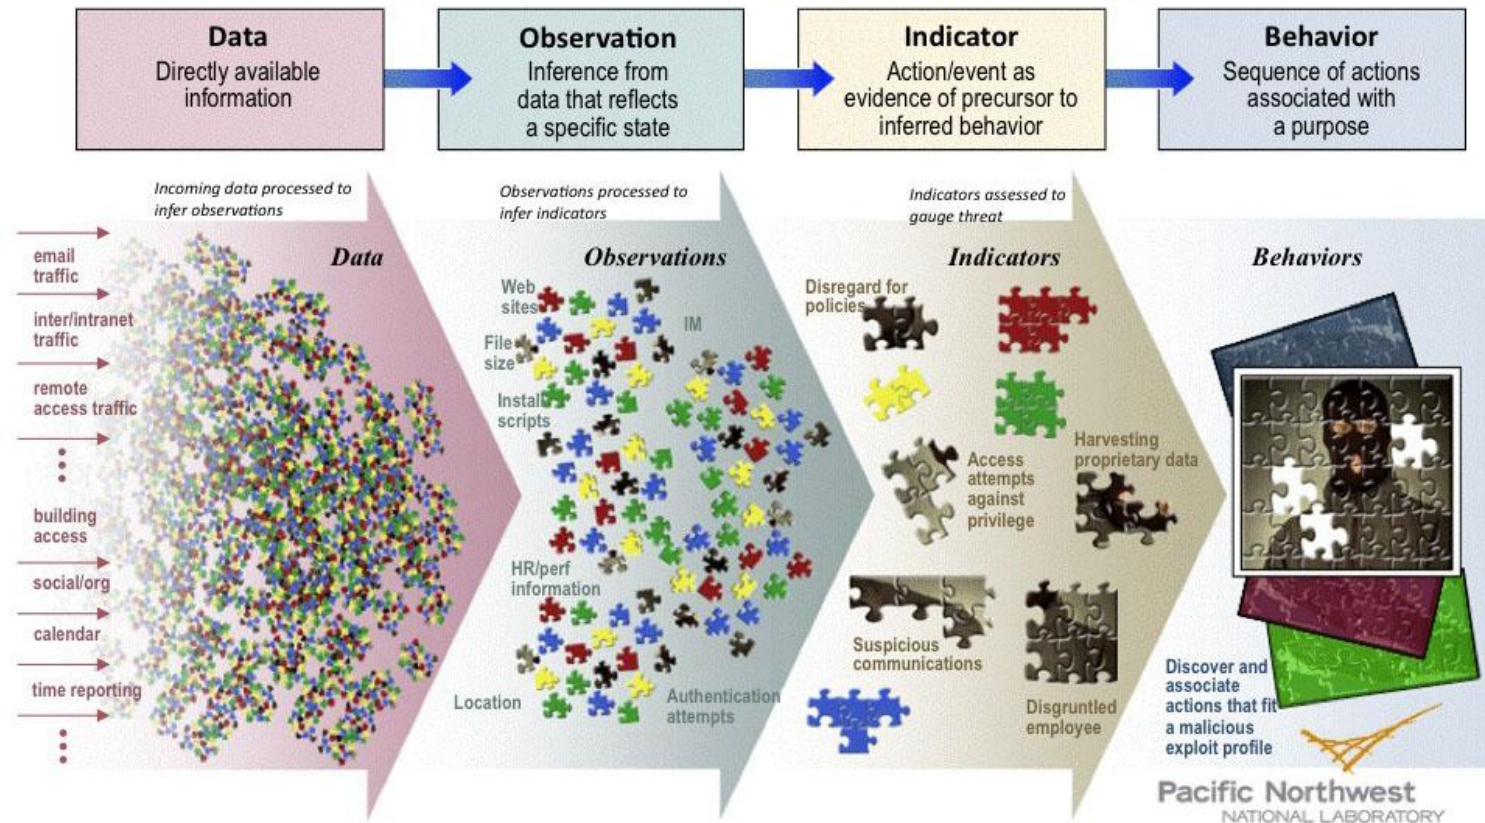 Data
Directly available
information
Observation
Inference from
data that reflects
a specific state
Indicator
Action/event as
evidence of precursor to
inferred behavior
Behavior
Sequence of actions
associated with
a purpose
Incoming data processed to
infer observations
Observations processed to
infer indicators
Indicators assessed to
gauge threat
Data
email
traffic
inter/intranet
traffic
remote
access traffic
building
access
social/org
calendar
time reporting
Observations
Web
sites
IM
File
size
Install
scripts
HR/perf
information
Location
Authentication
attempts
Indicators
Disregard for
policies
Harvesting
proprietary data
Access
attempts
against
privilege
Suspicious
communications
Disgruntled
employee
Behaviors
Discover and
associate
actions that fit
a malicious
exploit profile
Pacific Northwest
NATIONAL LABORATORY